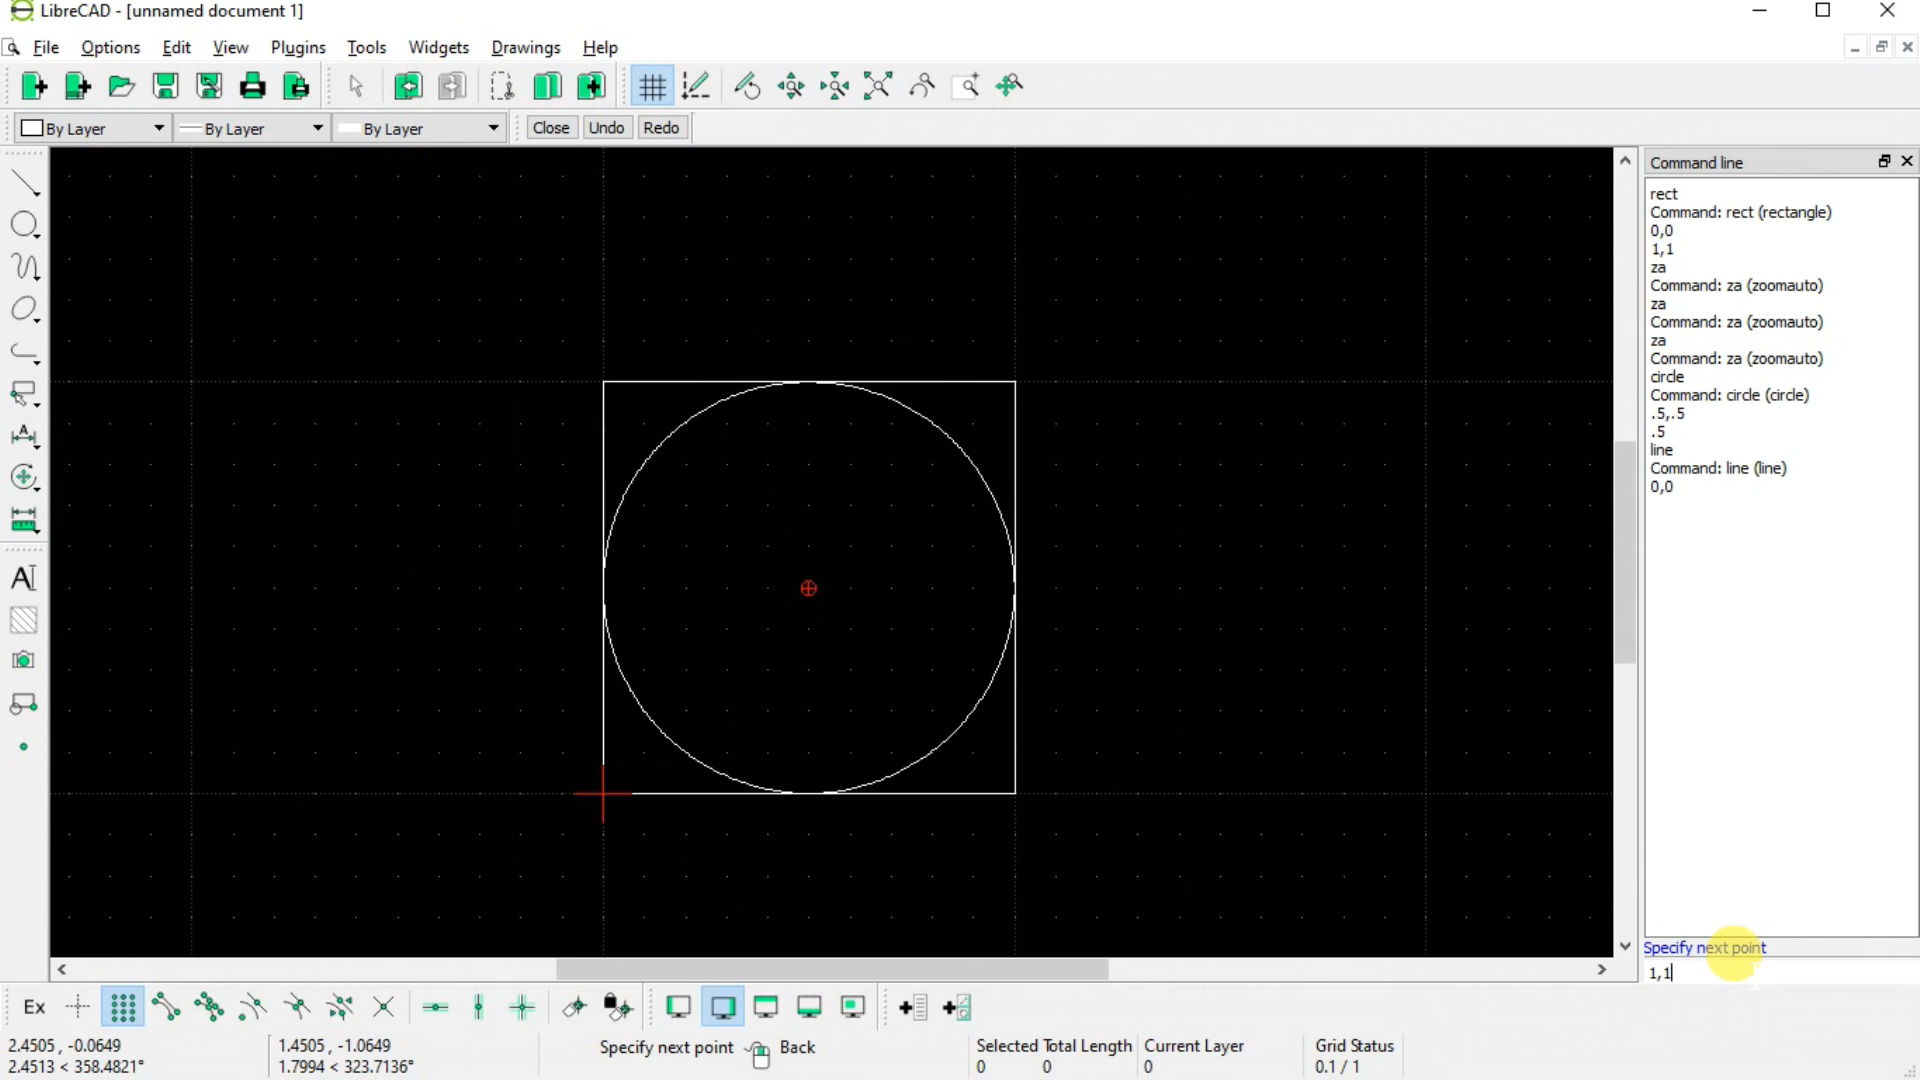 LibreCAD - [unnamed document 1]
File Options Edit View Plugins Tools Widgets Drawings Help
By Layer By Layer By Layer Close Undo Redo
Command line
rect
Command: rect (rectangle)
0,0
1,1
za
Command: za (zoomauto)
za
Command: za (zoomauto)
za
Command: za (zoomauto)
circle
Command: circle (circle)
.5,.5
.5
line
Command: line (line)
0,0
A
Specify next point
1,1
Ex
2.4505 , -0.0649 1.4505 , -1.0649 Specify next point Back Selected Total Length Current Layer Grid Status
2.4513 < 358.4821° 1.7994 < 323.7136° 0 0 0 0.1 / 1